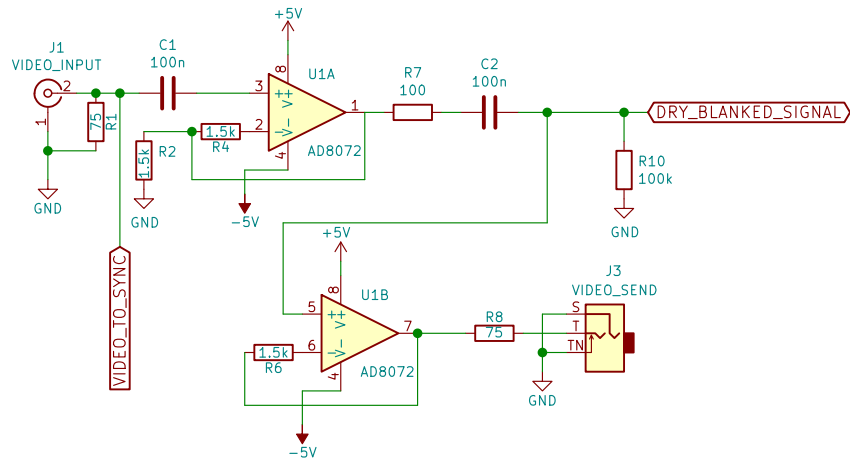 +5V
J1
VIDEO_INPUT
C1
100n
U1A
R7
100
C2
100n
2
1
75
R1
8
3
+
V+
1
2
-
V-
4
AD8072
1.5k
R4
1.5k
R2
GND
GND
-5V
DRY_BLANKED_SIGNAL
R10
100k
GND
VIDEO_TO_SYNC
+5V
U1B
8
5
+
V+
7
6
-
V-
4
AD8072
1.5k
R6
-5V
R8
75
J3
VIDEO_SEND
S
T
TN
GND